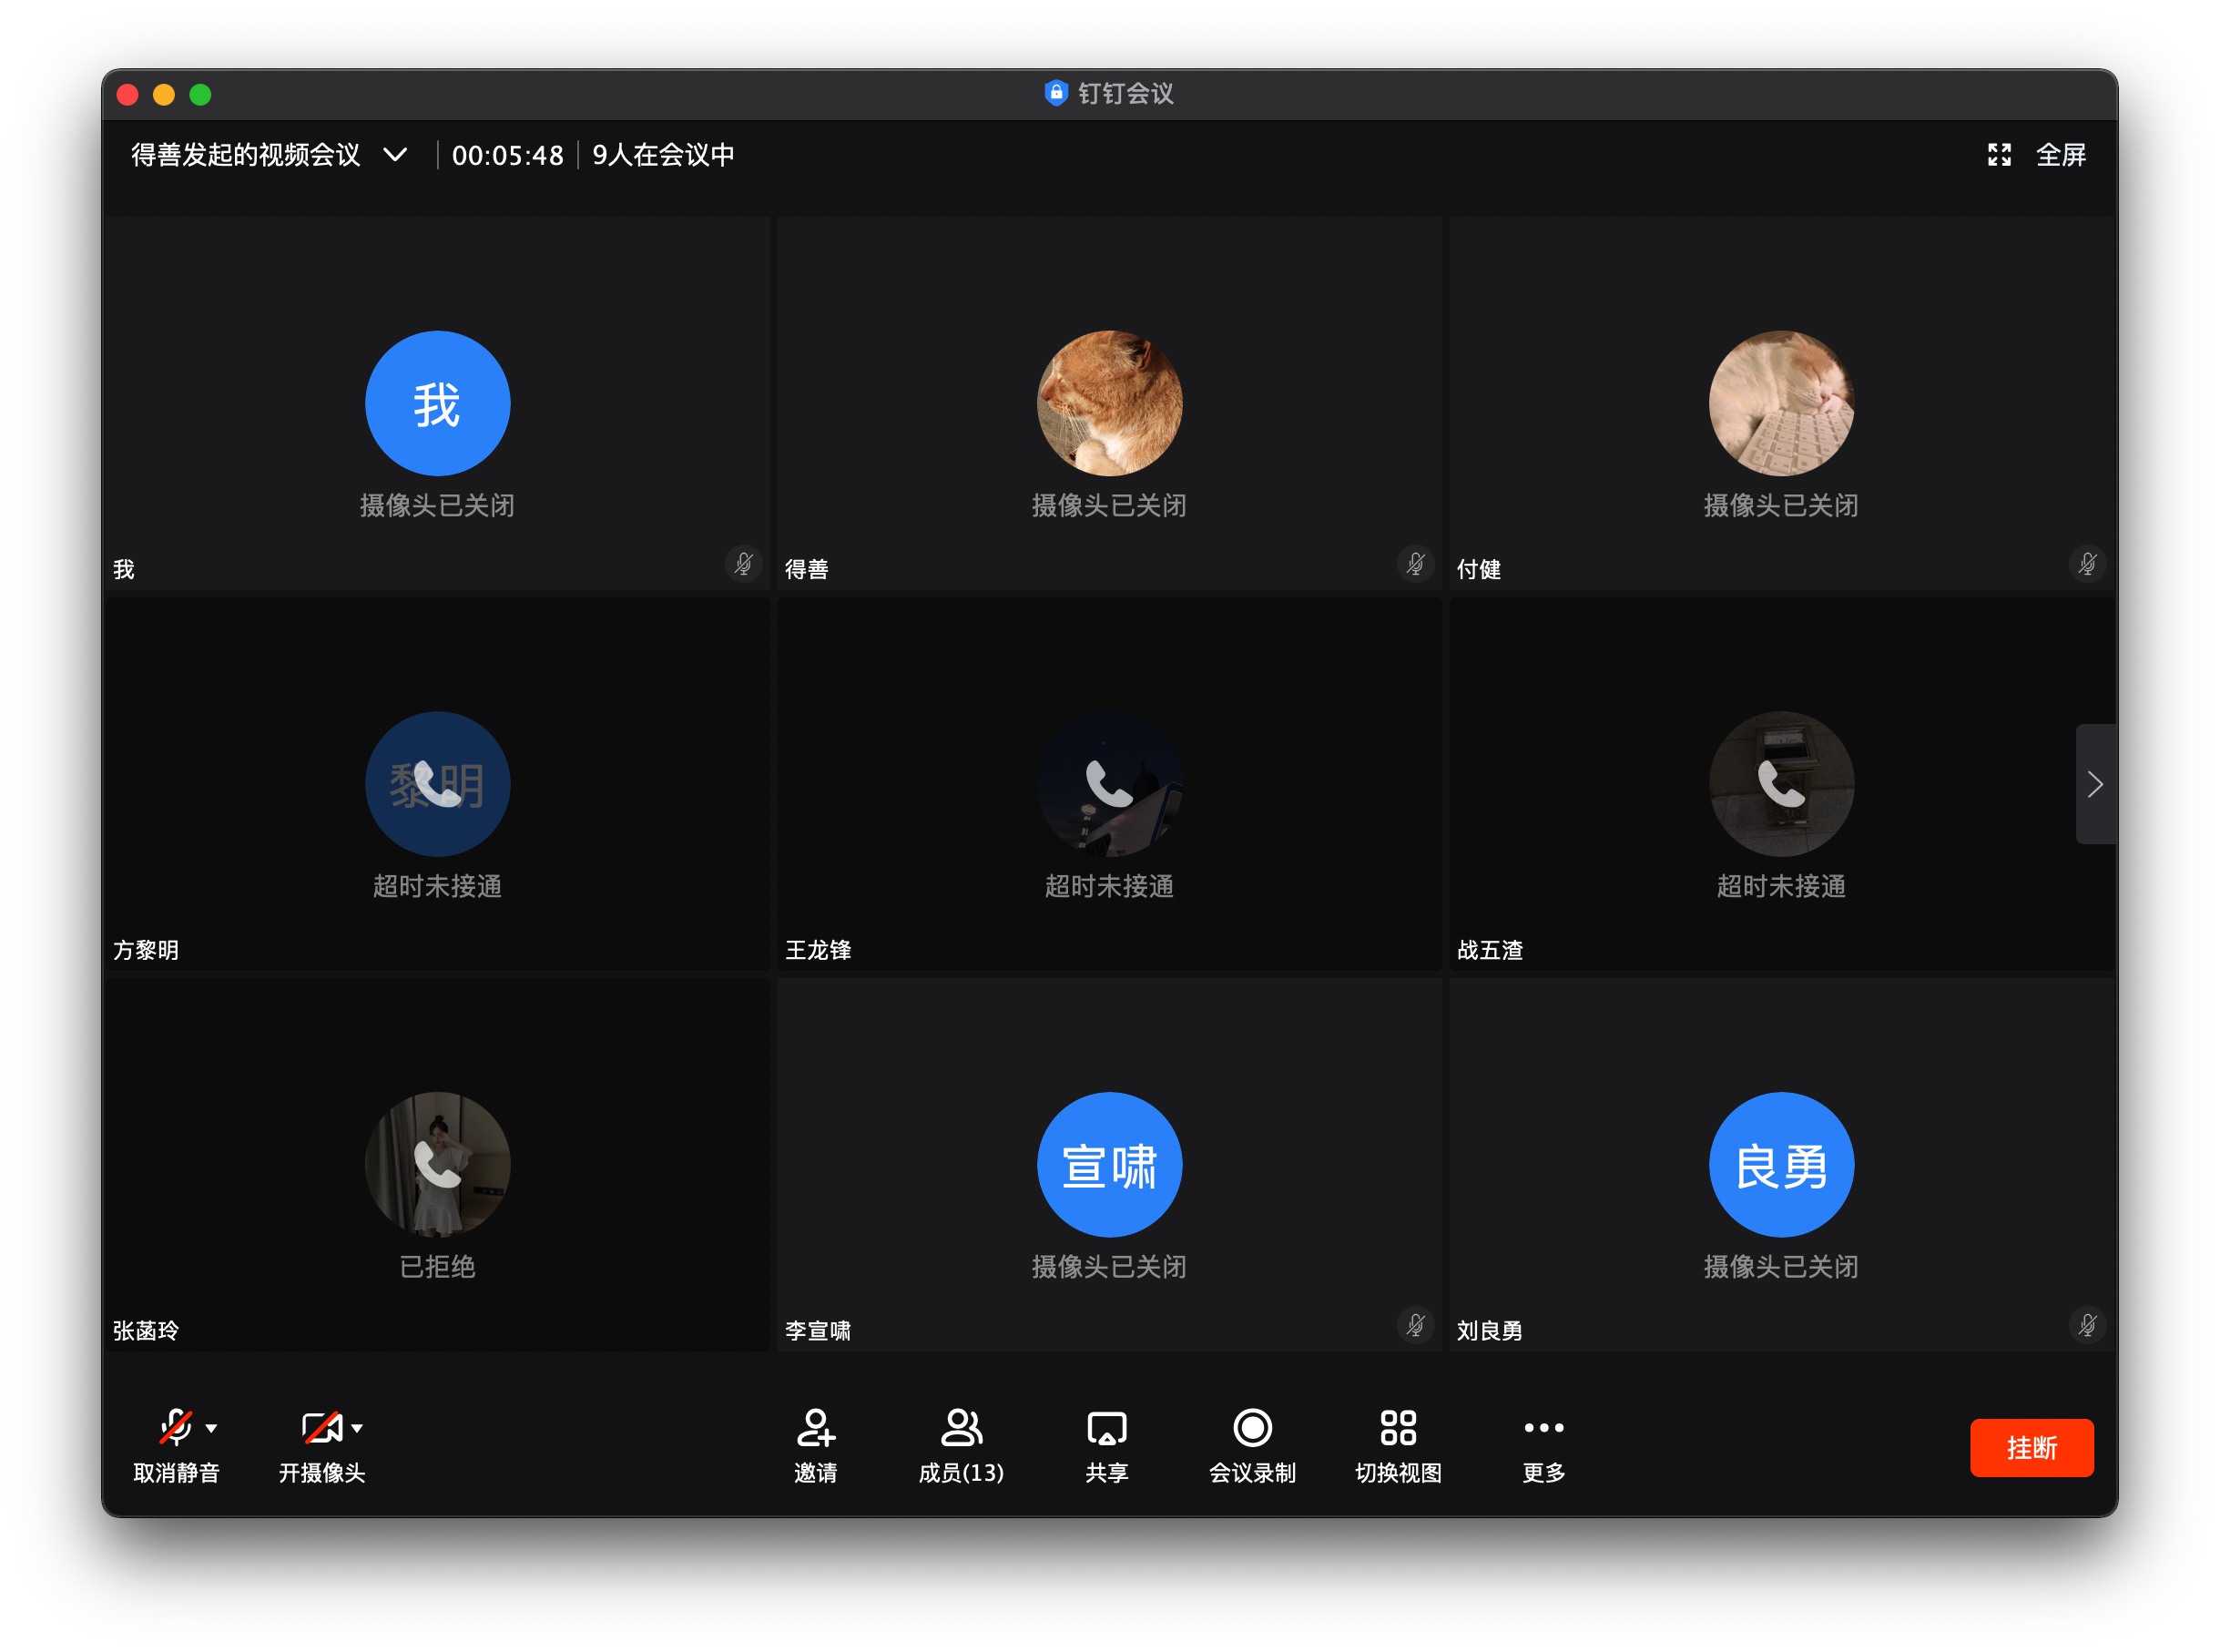 钉钉会议
得善发起的视频会议 00:05:48 9人在会议中 全屏
我
摄像头已关闭
我
摄像头已关闭
得善
摄像头已关闭
付健
黎明
超时未接通
方黎明
超时未接通
王龙锋
超时未接通
战五渣
已拒绝
张菡玲
宣啸
摄像头已关闭
李宣啸
良勇
摄像头已关闭
刘良勇
取消静音 开摄像头 邀请 成员(13) 共享 会议录制 切换视图 更多 挂断